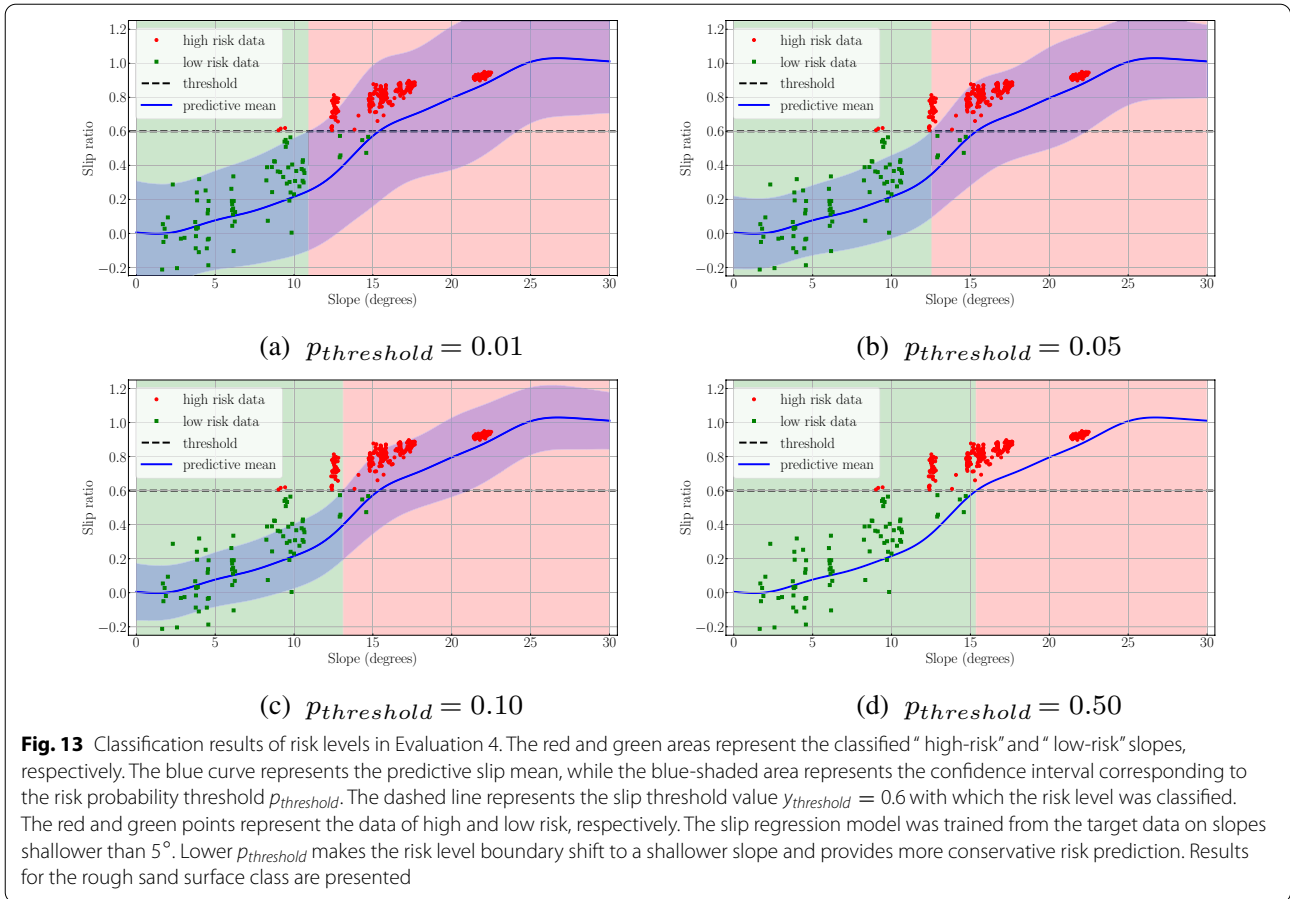 1.2
1.0
0.8
0.6
0.4
0.2
0.0
−0.2
Slip ratio
high risk data
low risk data
threshold
predictive mean
0 5 10 15 20 25 30
Slope (degrees)
(a) pthreshold = 0.01
1.2
1.0
0.8
0.6
0.4
0.2
0.0
−0.2
Slip ratio
high risk data
low risk data
threshold
predictive mean
0 5 10 15 20 25 30
Slope (degrees)
(b) pthreshold = 0.05
1.2
1.0
0.8
0.6
0.4
0.2
0.0
−0.2
Slip ratio
high risk data
low risk data
threshold
predictive mean
0 5 10 15 20 25 30
Slope (degrees)
(c) pthreshold = 0.10
1.2
1.0
0.8
0.6
0.4
0.2
0.0
−0.2
Slip ratio
high risk data
low risk data
threshold
predictive mean
0 5 10 15 20 25 30
Slope (degrees)
(d) pthreshold = 0.50
Fig. 13 Classification results of risk levels in Evaluation 4. The red and green areas represent the classified “ high-risk” and “ low-risk” slopes,
respectively. The blue curve represents the predictive slip mean, while the blue-shaded area represents the confidence interval corresponding to
the risk probability threshold pthreshold. The dashed line represents the slip threshold value ythreshold = 0.6 with which the risk level was classified.
The red and green points represent the data of high and low risk, respectively. The slip regression model was trained from the target data on slopes
shallower than 5°. Lower pthreshold makes the risk level boundary shift to a shallower slope and provides more conservative risk prediction. Results
for the rough sand surface class are presented